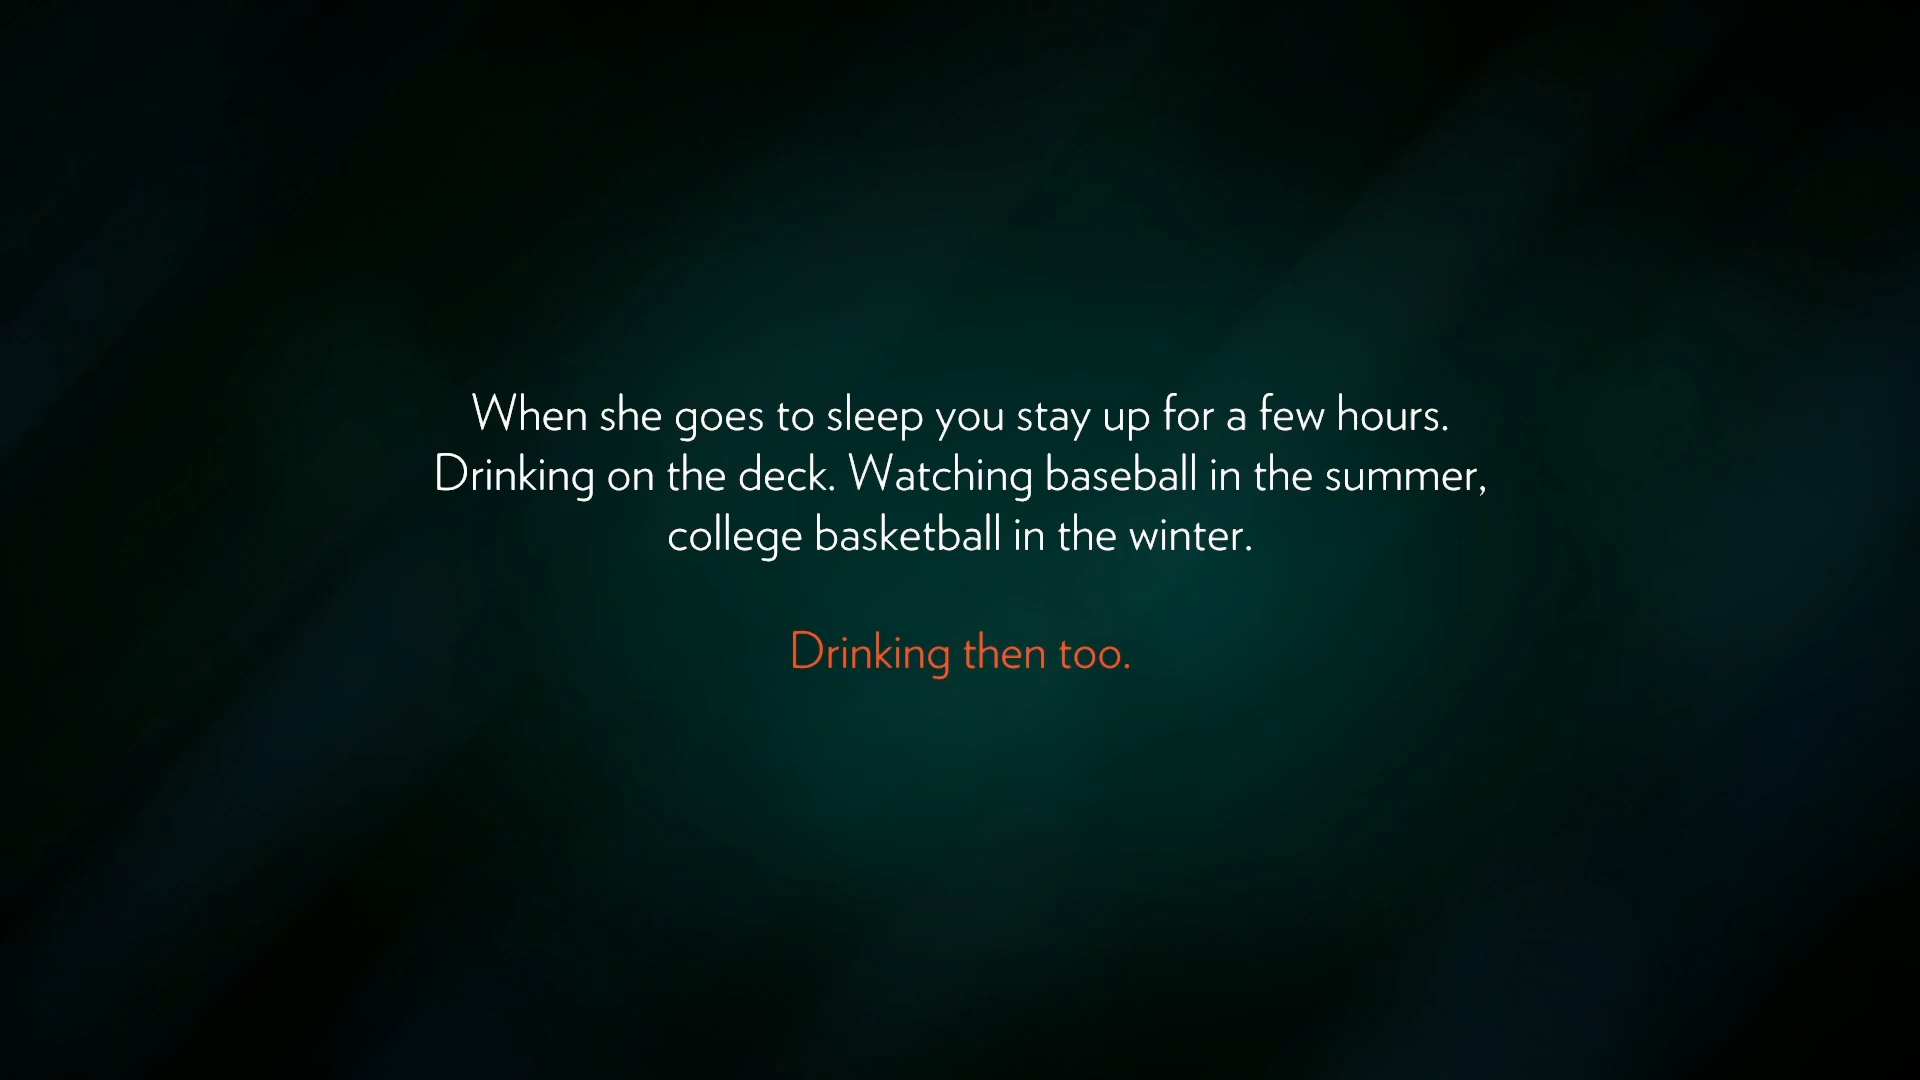 When she goes to sleep you stay up for a few hours.
Drinking on the deck. Watching baseball in the summer,
college basketball in the winter.
Drinking then too.